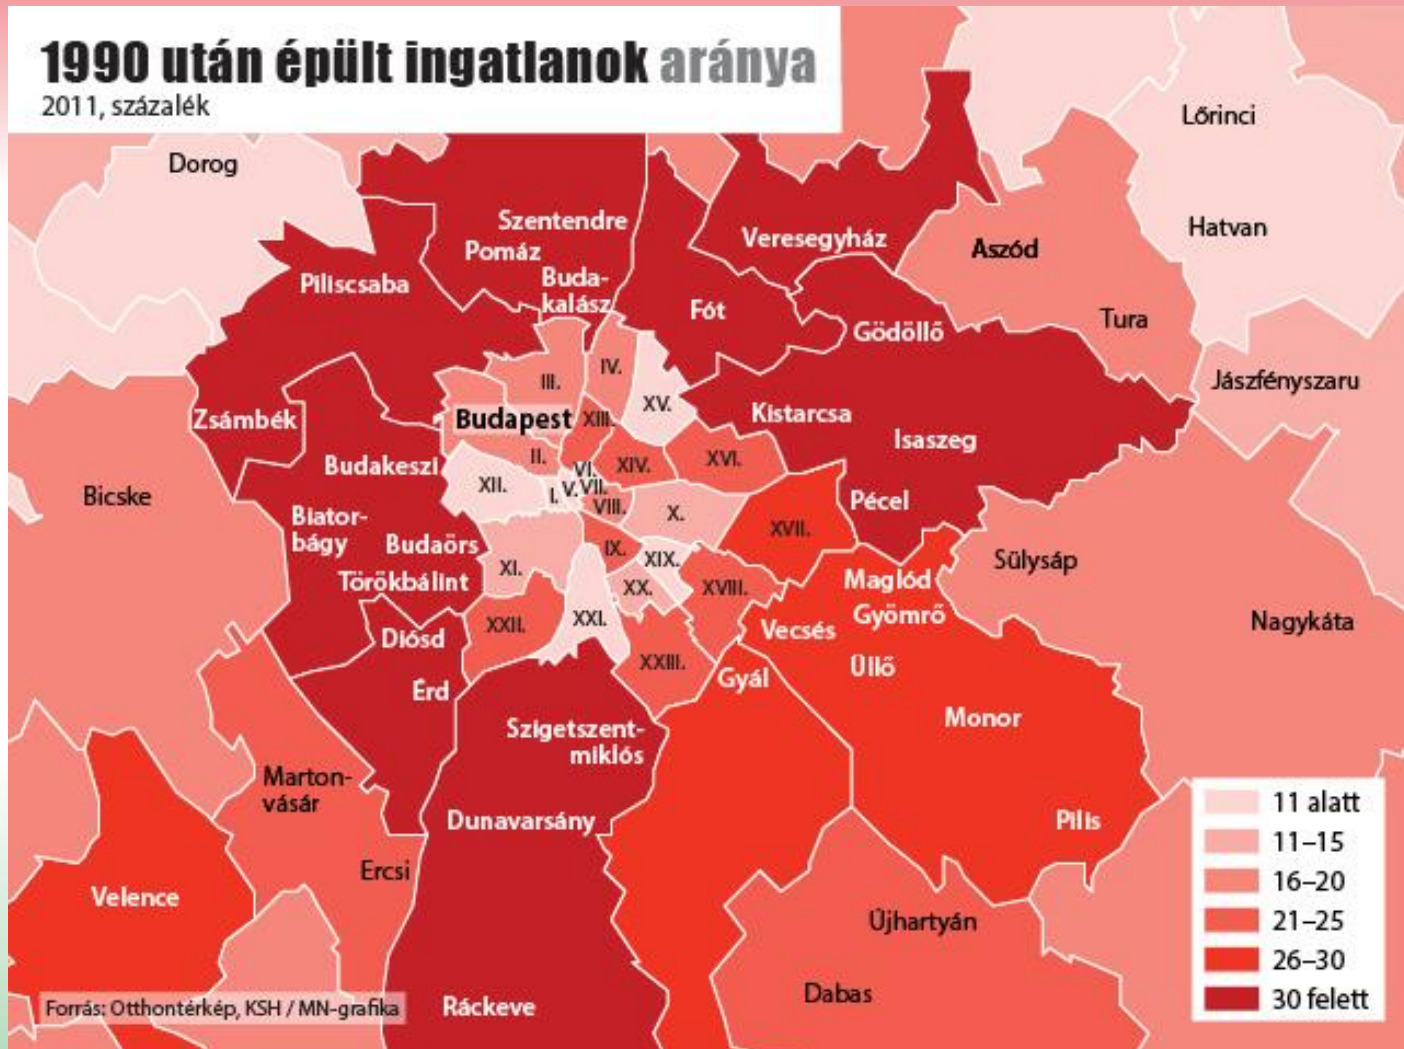 1990 után épült ingatlanok aránya
2011, százalék
Dorog
Lőrinci
Hatvan
Szentendre
Pomáz
Veresegyház
Aszód
Piliscsaba
Buda-
kalász
Fót
Gödöllő
Tura
III.
IV.
XV.
Jászfényszaru
Zsámbék
Budapest
XIII.
Kistarcsa
Isaszeg
Budakeszi
II.
VI.
XIV.
XVI.
Bicske
XII.
I.
V.
VII.
VIII.
X.
Pécel
Biator-
bágy
Budaörs
XVII.
IX.
XIX.
Sülysáp
Törökbálint
XI.
XX.
XVIII.
Maglód
Gyömrő
Nagykáta
Diósd
XXII.
XXI.
Vecsés
XXIII.
Üllő
Gyál
Érd
Monor
Szigetszent-
miklós
Marton-
vásár
Dunavarsány
Pilis
Ercsi
Velence
Újhartyán
Dabas
Ráckeve
11 alatt
11–15
16–20
21–25
26–30
30 felett
Forrás: Otthontérkép, KSH / MN-grafika